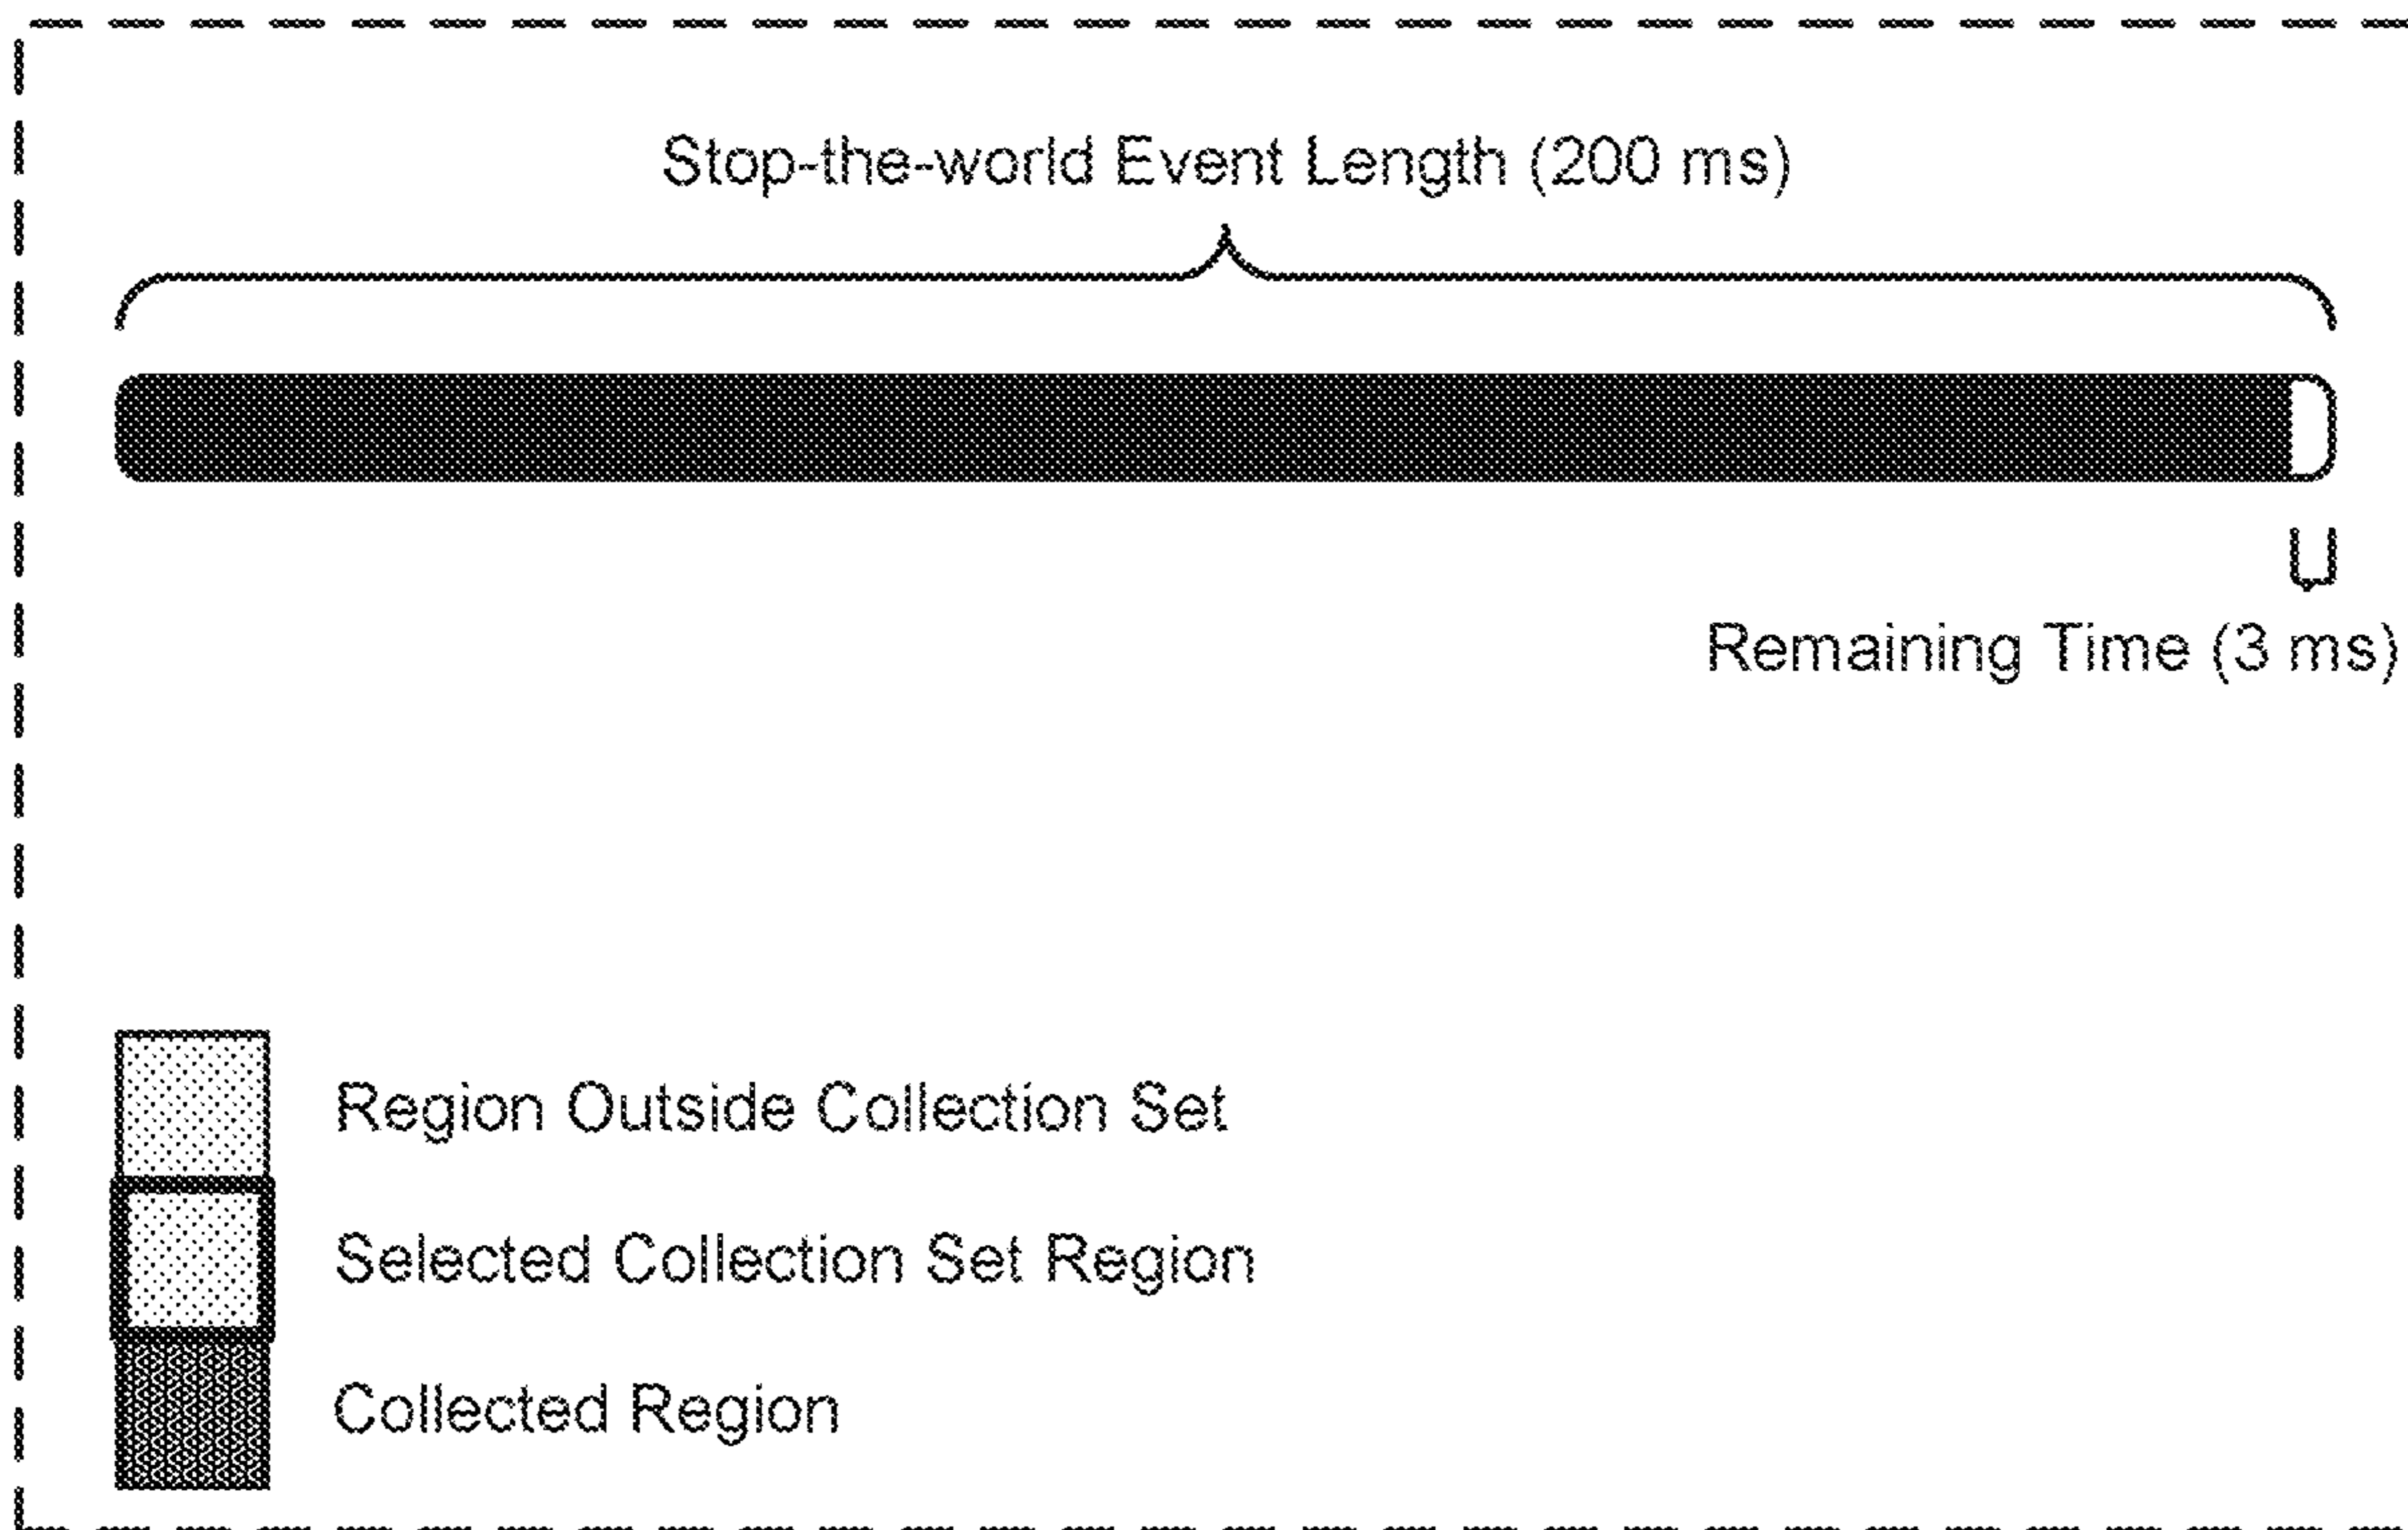 Stop-the-world Event Length (200 ms)
Remaining Time (3 ms)
Region Outside Collection Set
Selected Collection Set Region
Collected Region